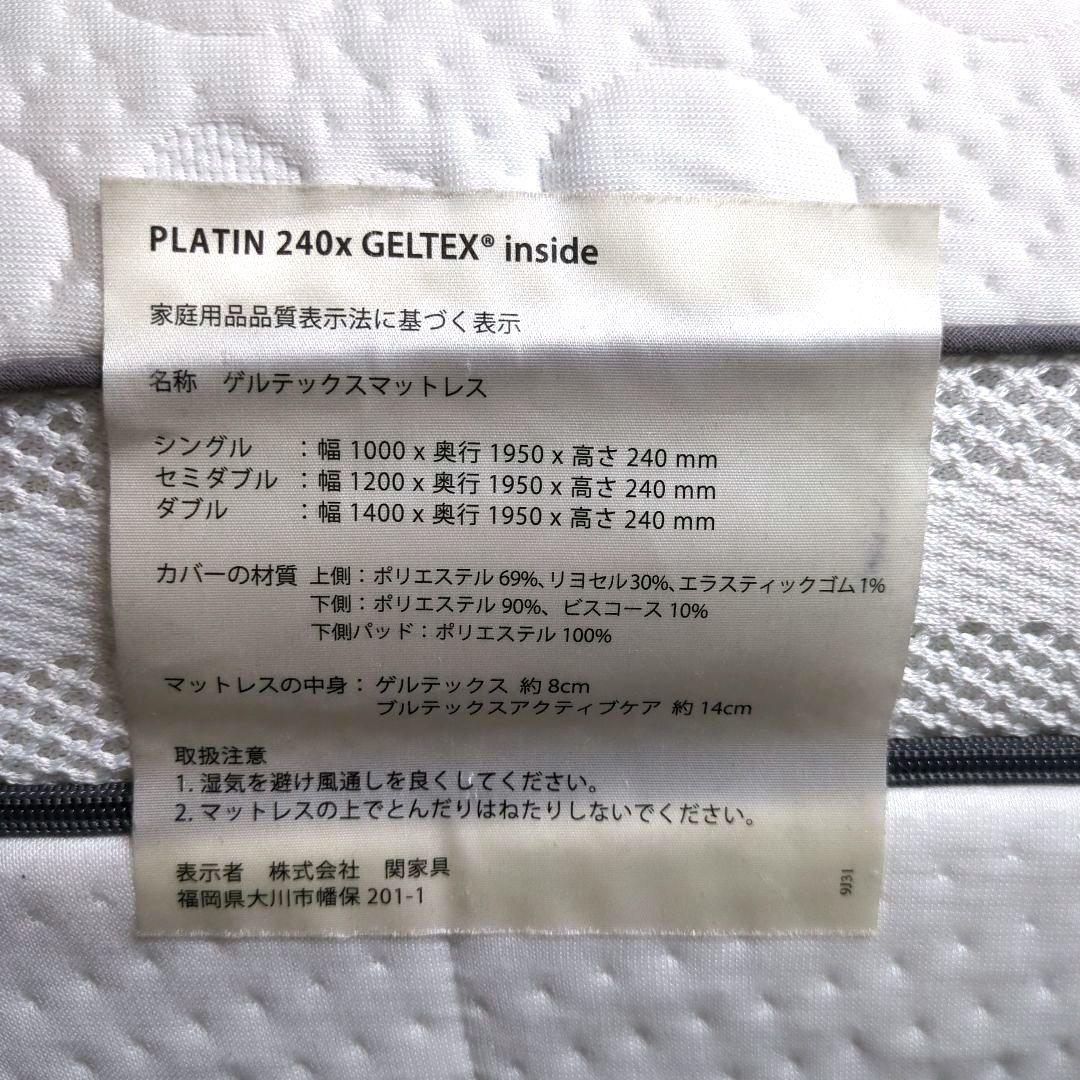 PLATIN 240x GELTEX® inside
家庭用品品質表示法に基づく表示
名称　ゲルテックスマットレス
シングル　：幅 1000 x 奥行 1950 x 高さ 240 mm
セミダブル　：幅 1200 x 奥行 1950 x 高さ 240 mm
ダブル　：幅 1400 x 奥行 1950 x 高さ 240 mm
カバーの材質 上側：ポリエステル 69%、リヨセル 30%、エラスティックゴム 1%
下側：ポリエステル 90%、ビスコース 10%
下側パッド：ポリエステル 100%
マットレスの中身：ゲルテックス 約 8cm
ブルテックスアクティブケア 約 14cm
取扱注意
1. 湿気を避け風通しを良くしてください。
2. マットレスの上でとんだりはねたりしないでください。
表示者　株式会社　関家具
福岡県大川市幡保 201-1
9J31